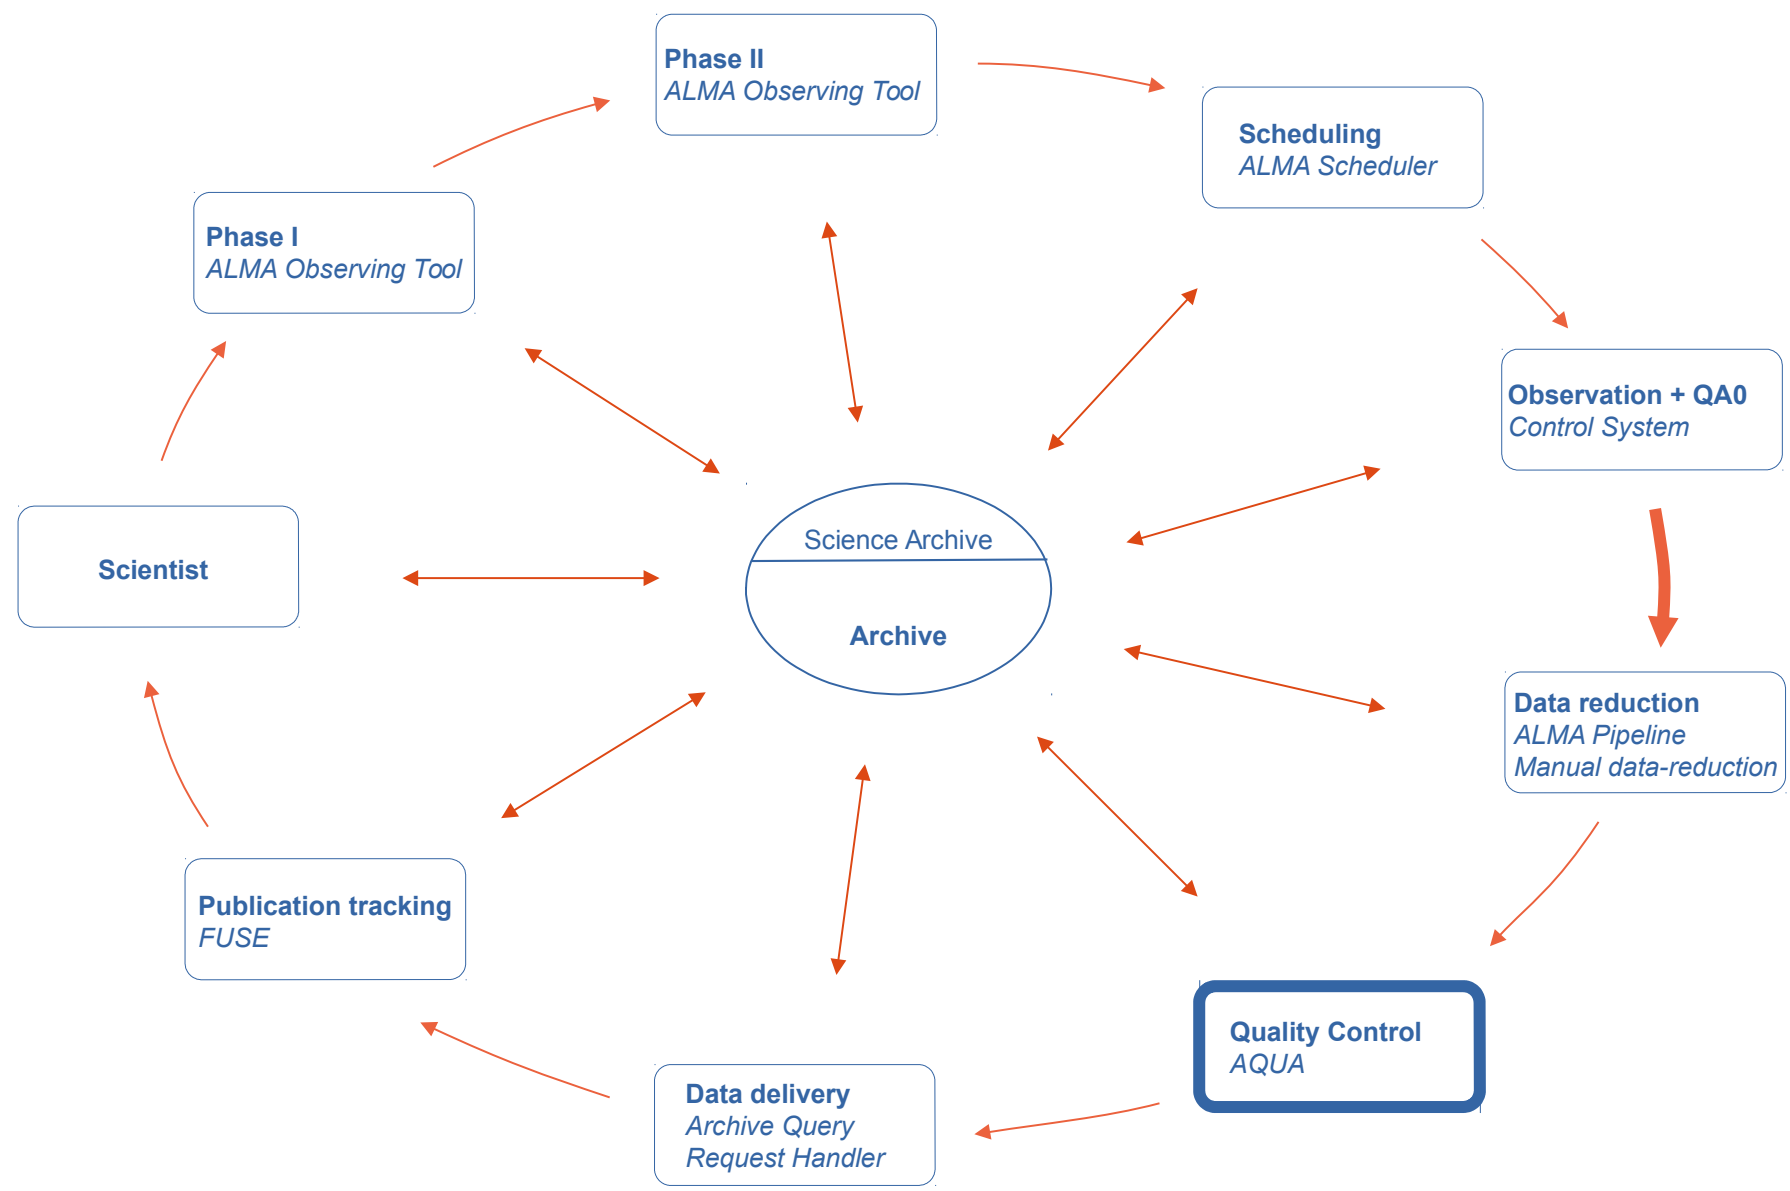 Phase II
ALMA Observing Tool
Scheduling
ALMA Scheduler
Phase I
ALMA Observing Tool
Observation + QA0
Control System
Science Archive
Archive
Scientist
Data reduction
ALMA Pipeline
Manual data-reduction
Publication tracking
FUSE
Quality Control
AQUA
Data delivery
Archive Query
Request Handler